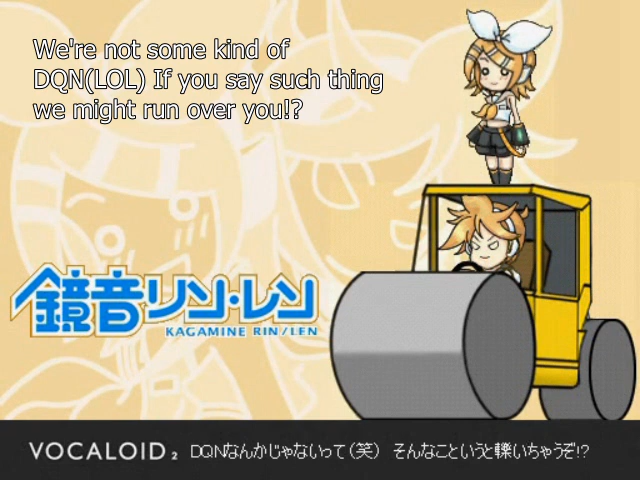 We're not some kind of
DQN(LOL) If you say such thing
we might run over you!?
鏡音リン・レン
KAGAMINE RIN/LEN
VOCALOID2 DQNなんかじゃないって(笑) そんなこというと轢いちゃうぞ!?